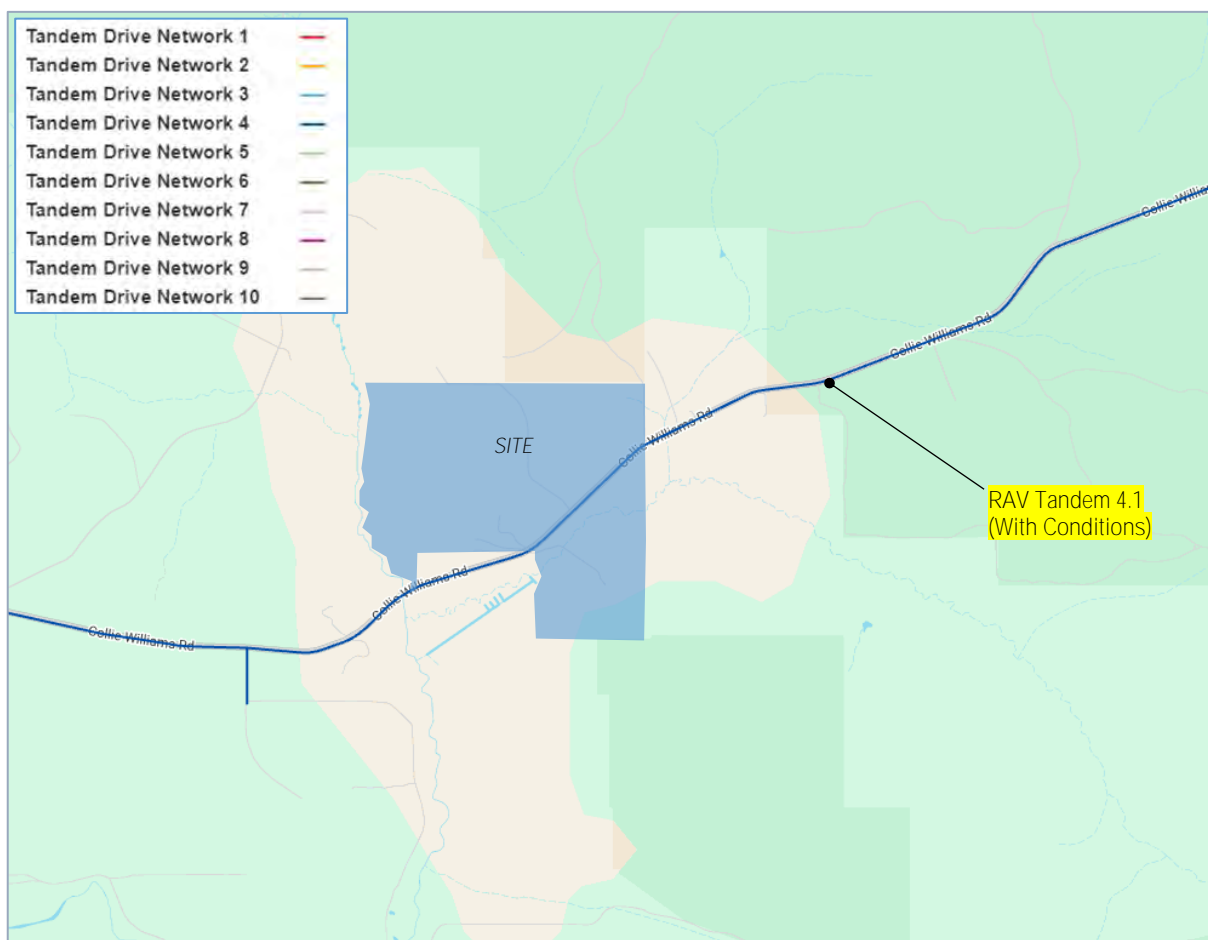 Tandem Drive Network 1
Tandem Drive Network 2
Tandem Drive Network 3
Tandem Drive Network 4
Tandem Drive Network 5
Tandem Drive Network 6
Tandem Drive Network 7
Tandem Drive Network 8
Tandem Drive Network 9
Tandem Drive Network 10
Collie Willia
Collie Williams Rd
Collie Williams Rd
SITE
RAV Tandem 4.1
(With Conditions)
Collie Williams Rd
Collie Williams Rd